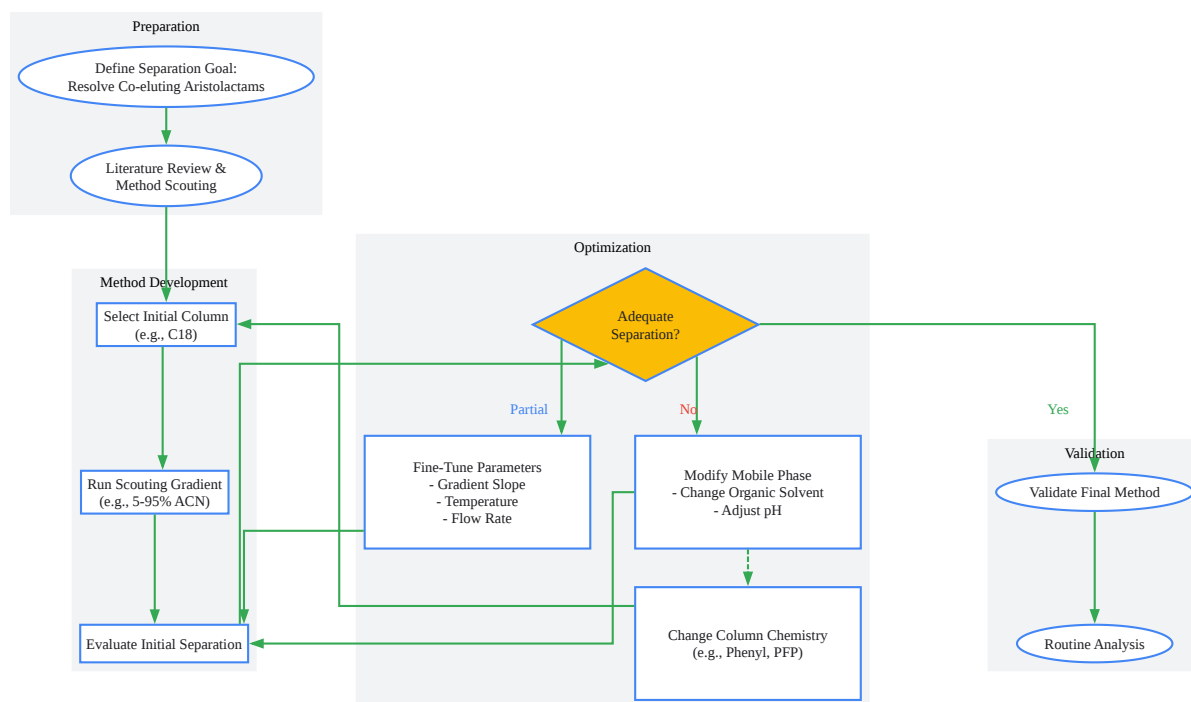 Preparation
Define Separation Goal:
Resolve Co-eluting Aristolactams
Literature Review &
Method Scouting
Method Development
Select Initial Column
(e.g., C18)
Run Scouting Gradient
(e.g., 5-95% ACN)
Evaluate Initial Separation
Optimization
Adequate
Separation?
Partial
No
Yes
Fine-Tune Parameters
- Gradient Slope
- Temperature
- Flow Rate
Modify Mobile Phase
- Change Organic Solvent
- Adjust pH
Change Column Chemistry
(e.g., Phenyl, PFP)
Validation
Validate Final Method
Routine Analysis